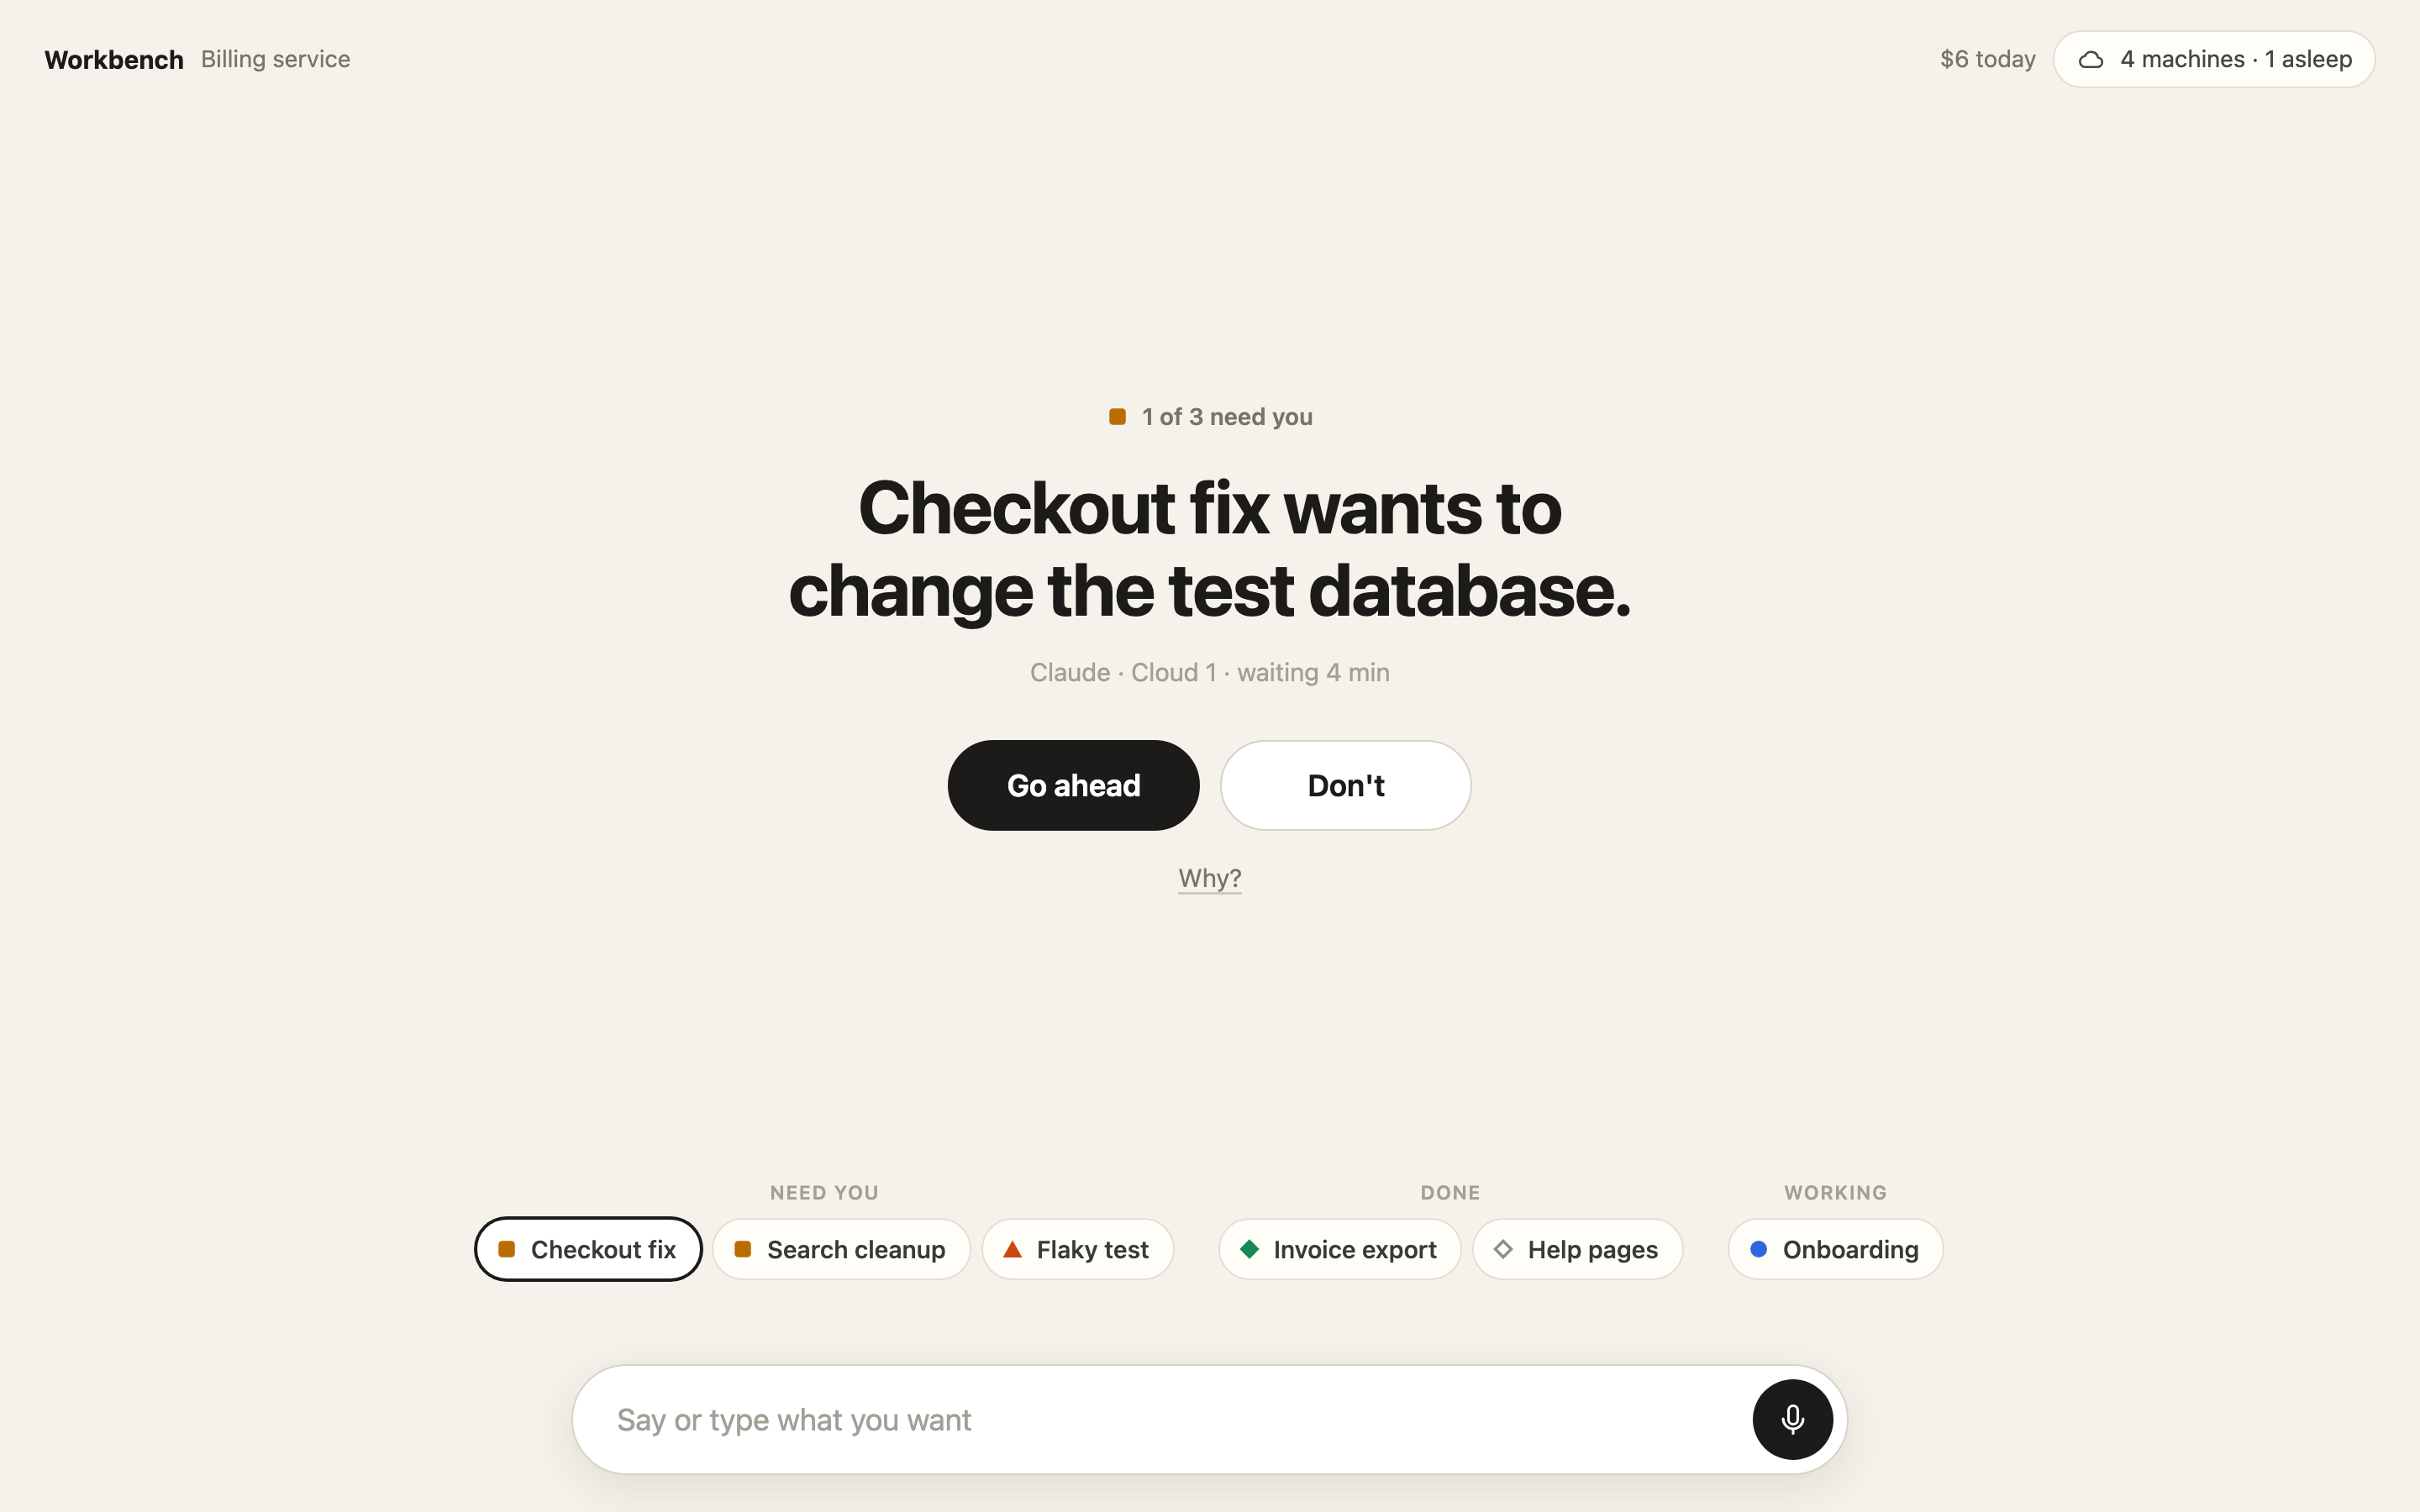 Workbench Billing service
$6 today
4 machines · 1 asleep
1 of 3 need you
Checkout fix wants to
change the test database.
Claude · Cloud 1 · waiting 4 min
Go ahead
Don't
Why?
NEED YOU
DONE
WORKING
Checkout fix
Search cleanup
Flaky test
Invoice export
Help pages
Onboarding
Say or type what you want